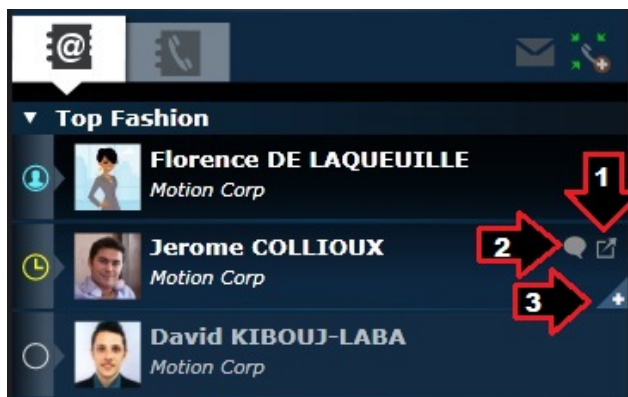 @
Top Fashion
Florence DE LAQUEUILLE
Motion Corp
1
Jerome COLLIOUX
2
Motion Corp
3
David KIBOUJ-LABA
Motion Corp